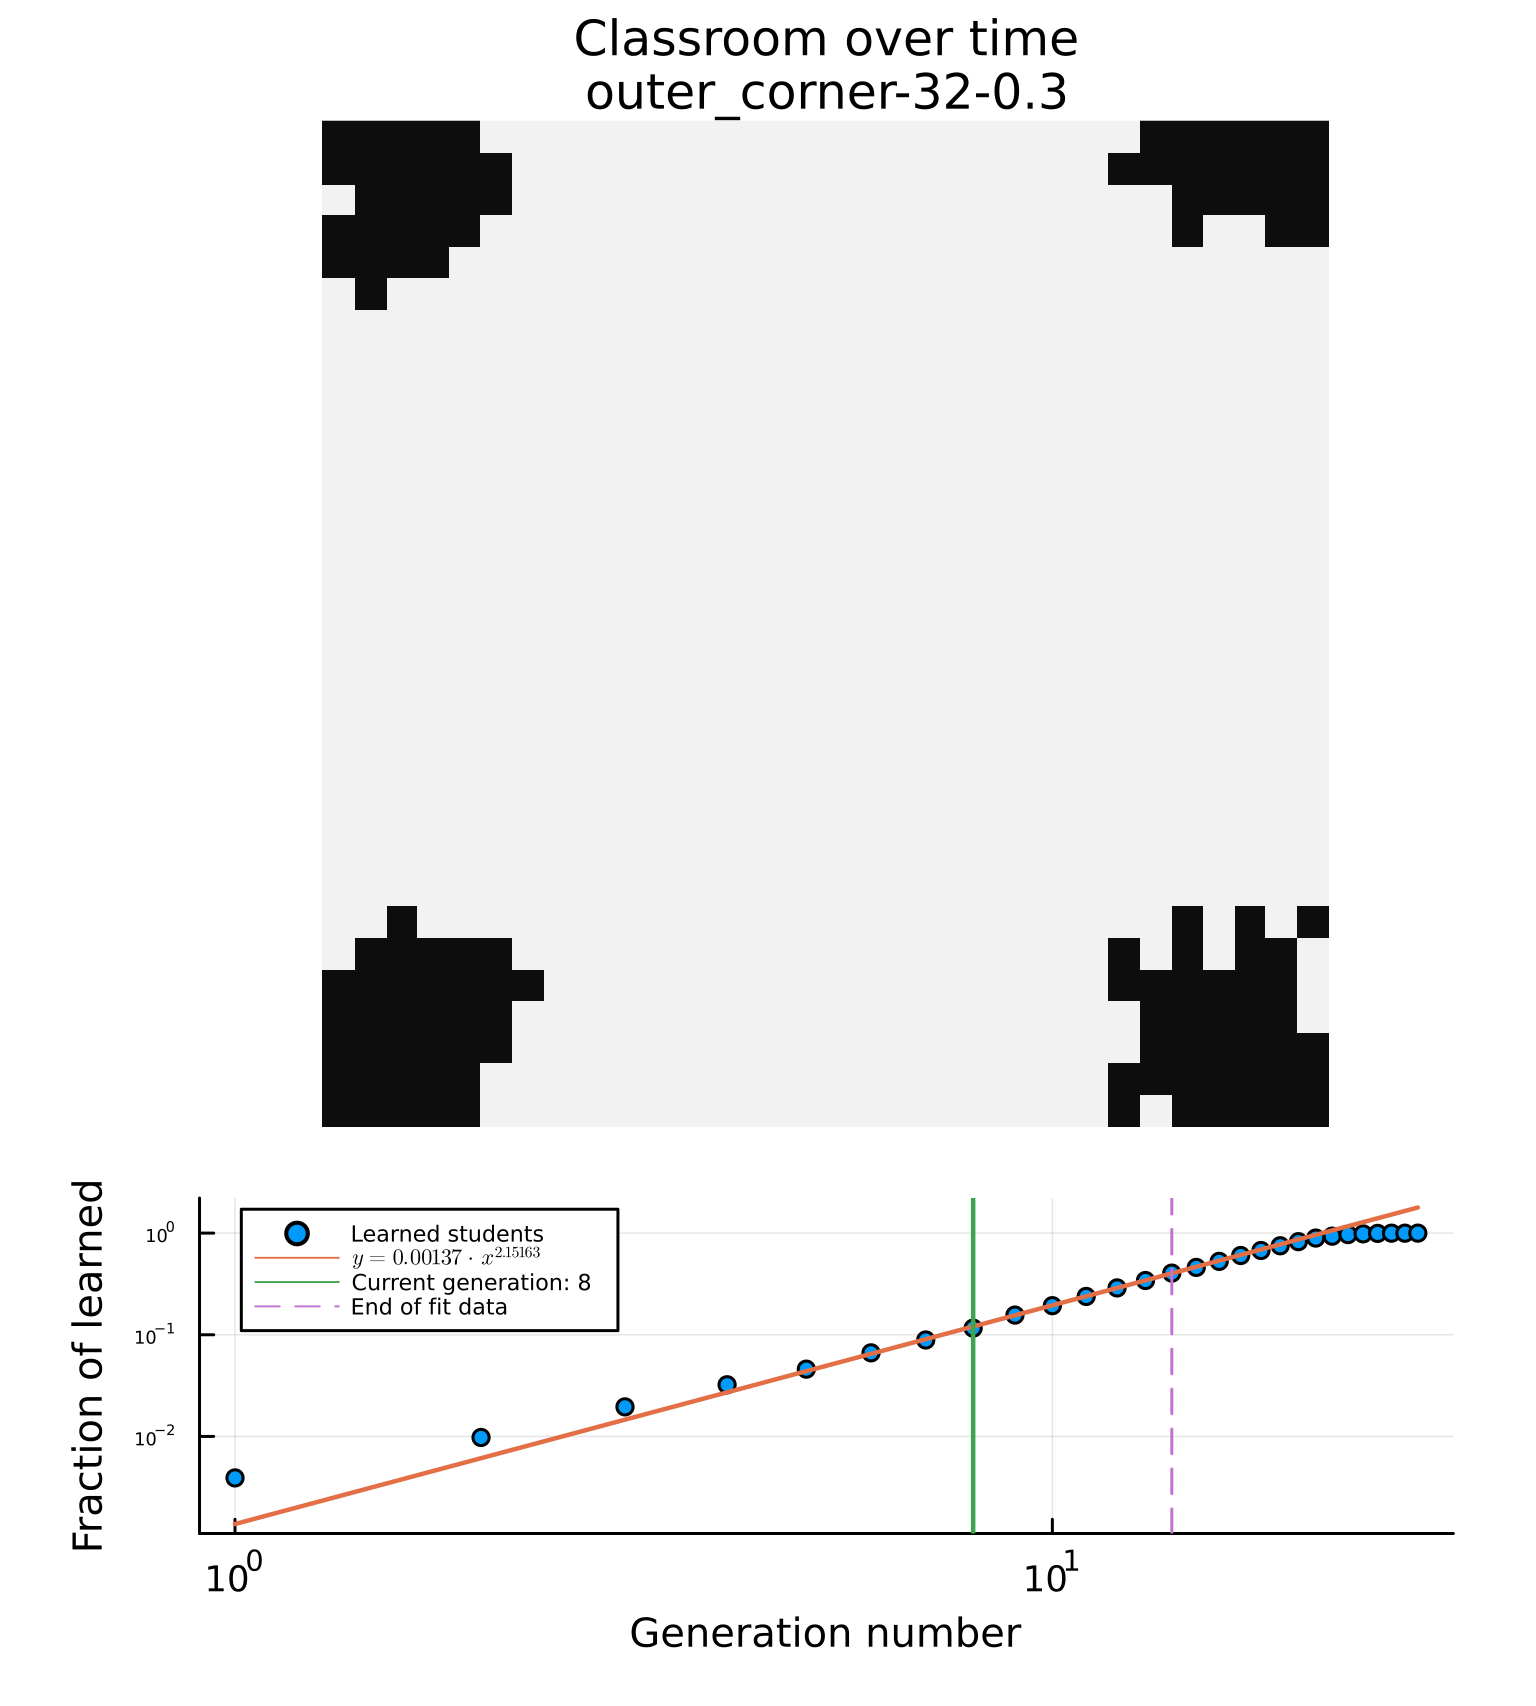 Classroom over time
outer_corner-32-0.3
Fraction of learned
10^0
10^-1
10^-2
Learned students
y = 0.00137 · x^2.15163
Current generation: 8
End of fit data
10^0
10^1
Generation number